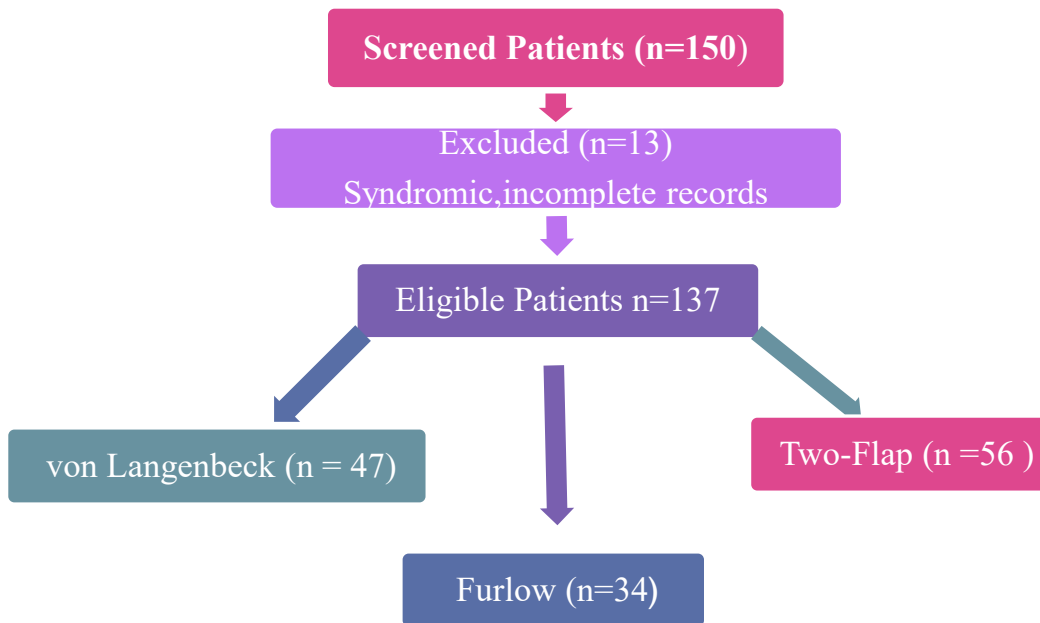 Screened Patients (n=150)
Excluded (n=13)
Syndromic,incomplete records
Eligible Patients n=137
von Langenbeck (n = 47)
Two-Flap (n =56 )
Furlow (n=34)